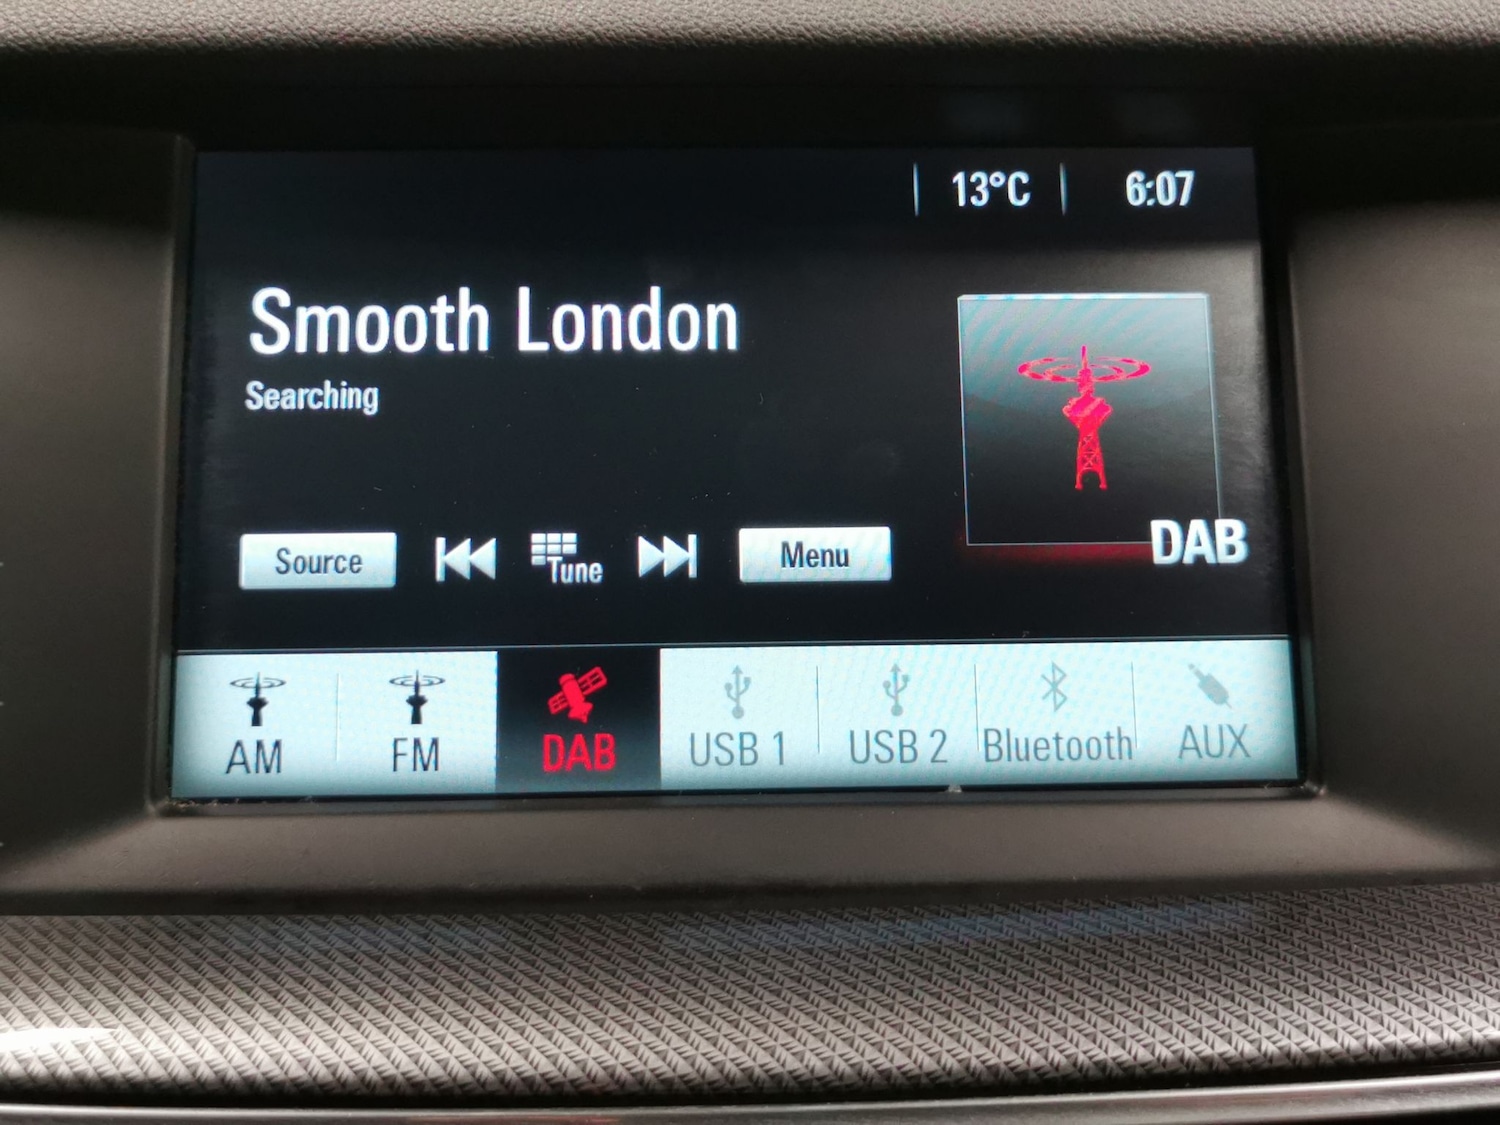 13°C 6:07
Smooth London
Searching
Source Tune Menu
DAB
AM FM DAB USB 1 USB 2 Bluetooth AUX